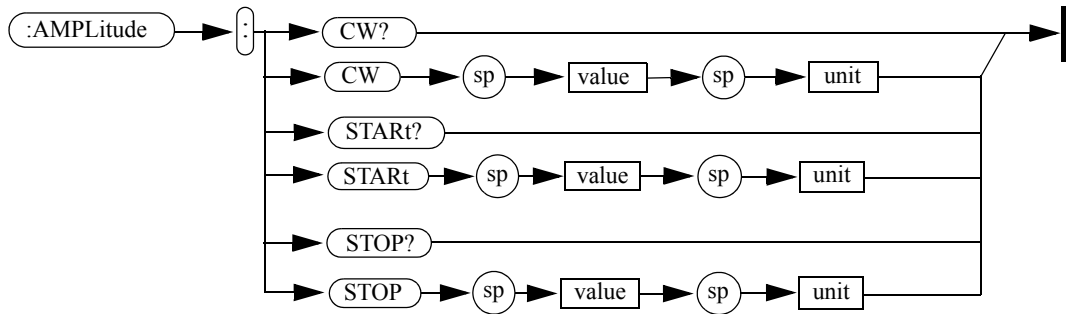 :AMPLitude : CW?
CW sp value sp unit
STARt?
STARt sp value sp unit
STOP?
STOP sp value sp unit